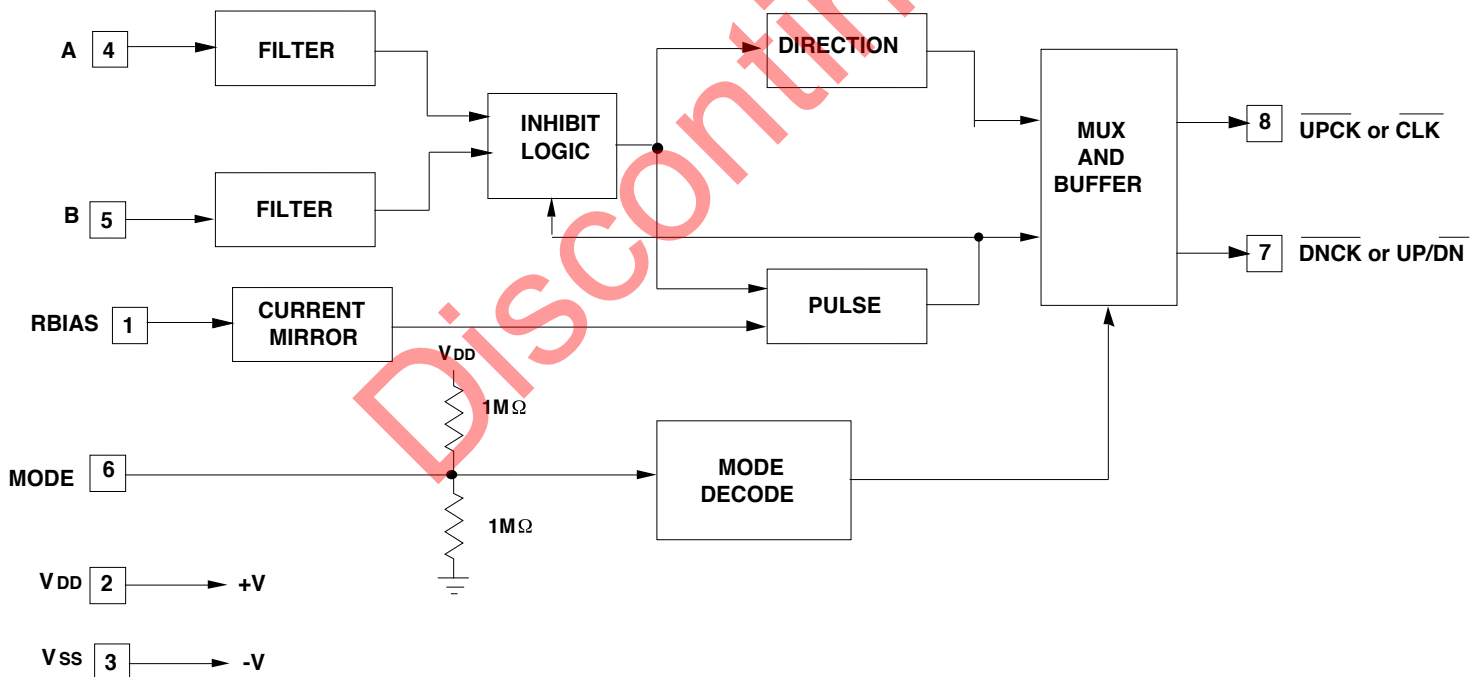 A 4
FILTER
DIRECTION
INHIBIT
LOGIC
MUX
AND
BUFFER
8 UPCK or CLK
B 5
FILTER
7 DNCK or UP/DN
RBIAS 1
CURRENT
MIRROR
PULSE
VDD
1MΩ
MODE 6
MODE
DECODE
1MΩ
VDD 2 +V
VSS 3 -V